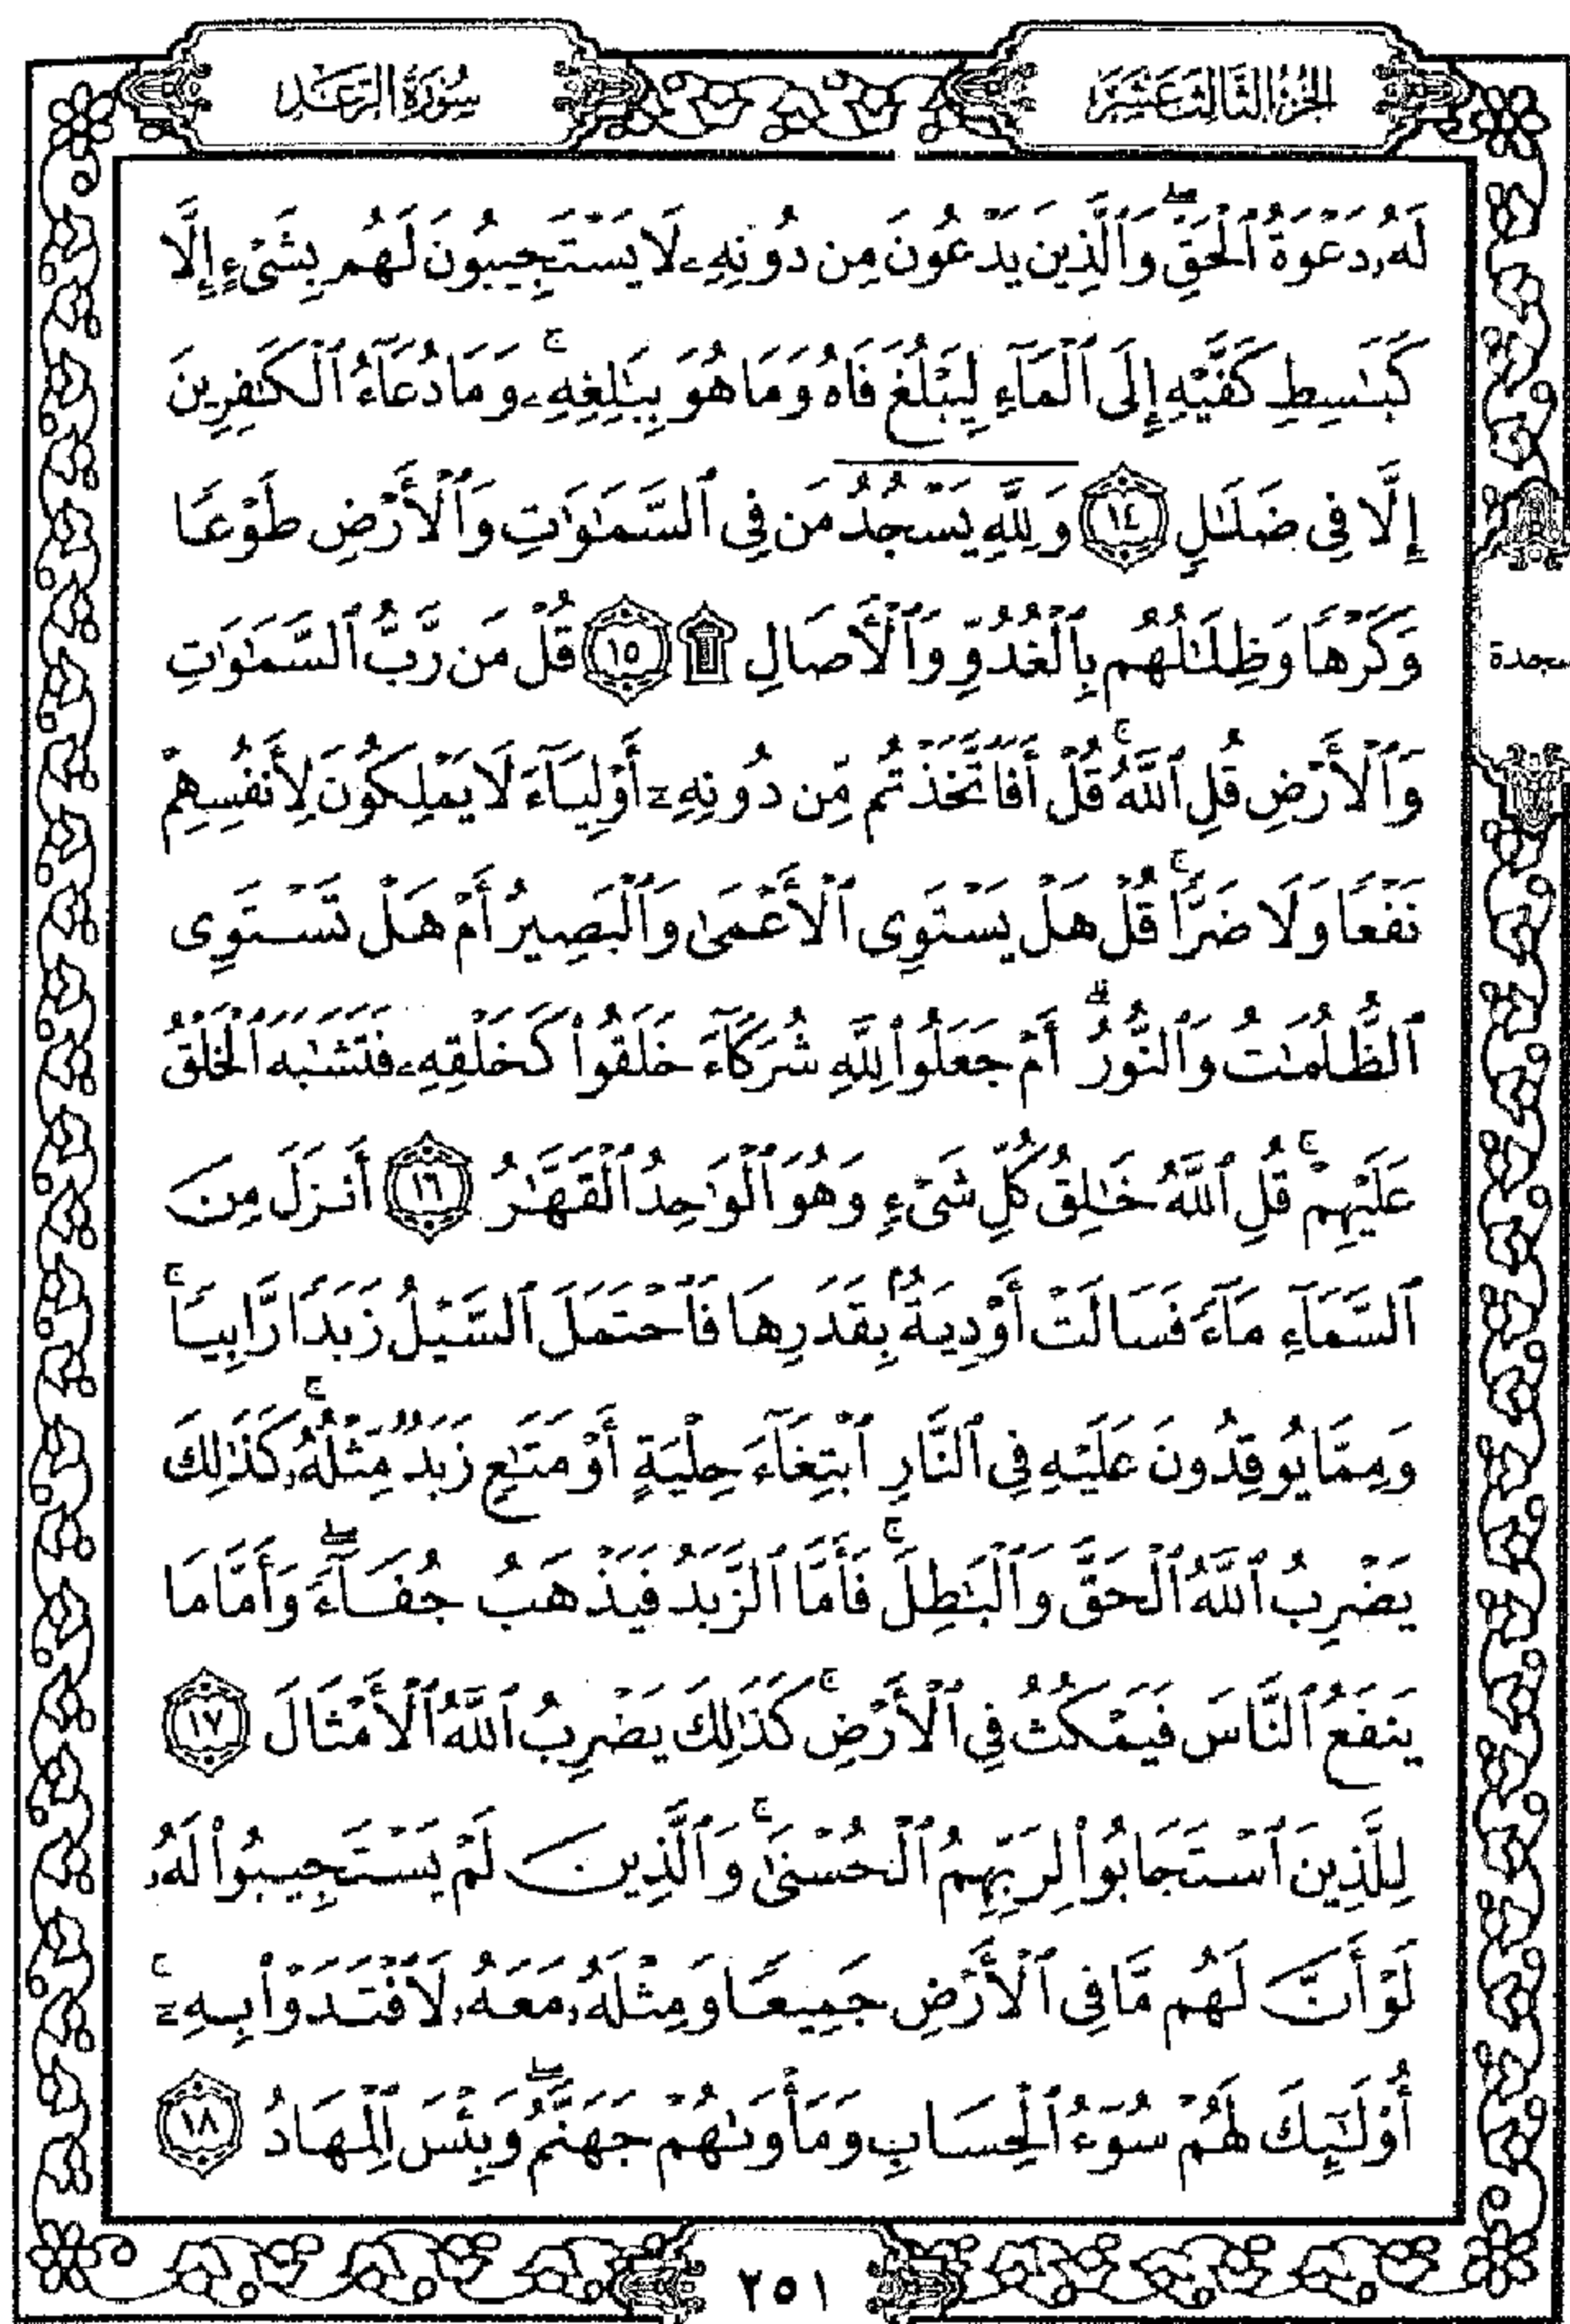 الجزء الثالث عشر
سورة الرعد
لَهُۥ دَعْوَةُ ٱلْحَقِّ ۖ وَٱلَّذِينَ يَدْعُونَ مِن دُونِهِۦ لَا يَسْتَجِيبُونَ لَهُم بِشَىْءٍ إِلَّا
كَبَـٰسِطِ كَفَّيْهِ إِلَى ٱلْمَآءِ لِيَبْلُغَ فَاهُ وَمَا هُوَ بِبَـٰلِغِهِۦ ۚ وَمَا دُعَآءُ ٱلْكَـٰفِرِينَ
إِلَّا فِى ضَلَـٰلٍ ١٤ وَلِلَّهِ يَسْجُدُ مَن فِى ٱلسَّمَـٰوَٰتِ وَٱلْأَرْضِ طَوْعًا
وَكَرْهًا وَظِلَـٰلُهُم بِٱلْغُدُوِّ وَٱلْـَٔاصَالِ ۩ ١٥ قُلْ مَن رَّبُّ ٱلسَّمَـٰوَٰتِ
سجدة
وَٱلْأَرْضِ قُلِ ٱللَّهُ ۚ قُلْ أَفَٱتَّخَذْتُم مِّن دُونِهِۦٓ أَوْلِيَآءَ لَا يَمْلِكُونَ لِأَنفُسِهِمْ
نَفْعًا وَلَا ضَرًّا ۚ قُلْ هَلْ يَسْتَوِى ٱلْأَعْمَىٰ وَٱلْبَصِيرُ أَمْ هَلْ تَسْتَوِى
ٱلظُّلُمَـٰتُ وَٱلنُّورُ ۗ أَمْ جَعَلُوا۟ لِلَّهِ شُرَكَآءَ خَلَقُوا۟ كَخَلْقِهِۦ فَتَشَـٰبَهَ ٱلْخَلْقُ
عَلَيْهِمْ ۚ قُلِ ٱللَّهُ خَـٰلِقُ كُلِّ شَىْءٍ وَهُوَ ٱلْوَٰحِدُ ٱلْقَهَّـٰرُ ١٦ أَنزَلَ مِنَ
ٱلسَّمَآءِ مَآءً فَسَالَتْ أَوْدِيَةٌۢ بِقَدَرِهَا فَٱحْتَمَلَ ٱلسَّيْلُ زَبَدًا رَّابِيًا ۚ
وَمِمَّا يُوقِدُونَ عَلَيْهِ فِى ٱلنَّارِ ٱبْتِغَآءَ حِلْيَةٍ أَوْ مَتَـٰعٍ زَبَدٌ مِّثْلُهُۥ ۚ كَذَٰلِكَ
يَضْرِبُ ٱللَّهُ ٱلْحَقَّ وَٱلْبَـٰطِلَ ۚ فَأَمَّا ٱلزَّبَدُ فَيَذْهَبُ جُفَآءً ۖ وَأَمَّا مَا
يَنفَعُ ٱلنَّاسَ فَيَمْكُثُ فِى ٱلْأَرْضِ ۚ كَذَٰلِكَ يَضْرِبُ ٱللَّهُ ٱلْأَمْثَالَ ١٧
لِلَّذِينَ ٱسْتَجَابُوا۟ لِرَبِّهِمُ ٱلْحُسْنَىٰ ۚ وَٱلَّذِينَ لَمْ يَسْتَجِيبُوا۟ لَهُۥ
لَوْ أَنَّ لَهُم مَّا فِى ٱلْأَرْضِ جَمِيعًا وَمِثْلَهُۥ مَعَهُۥ لَٱفْتَدَوْا۟ بِهِۦٓ ۚ
أُو۟لَـٰٓئِكَ لَهُمْ سُوٓءُ ٱلْحِسَابِ وَمَأْوَىٰهُمْ جَهَنَّمُ ۖ وَبِئْسَ ٱلْمِهَادُ ١٨
٢٥١